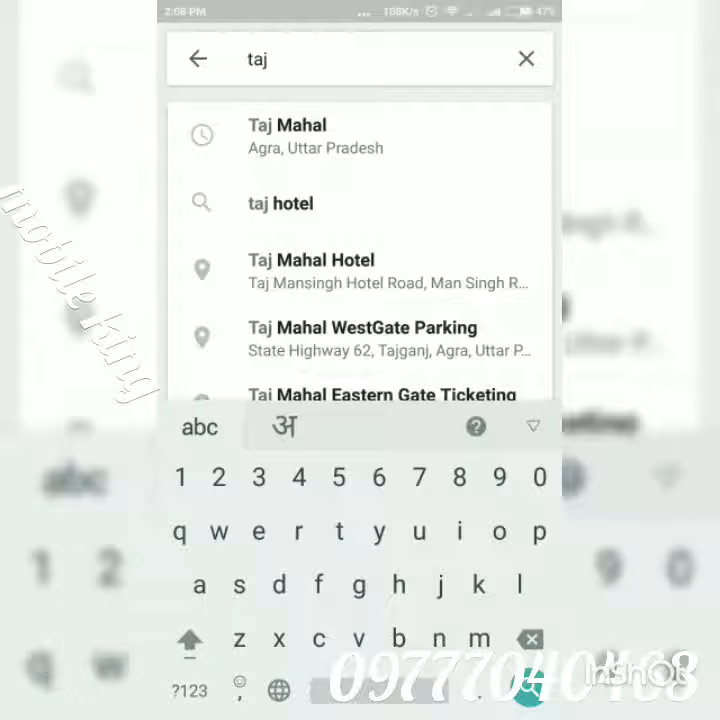 2:08 PM ... 108K/s 47%
taj
Taj Mahal
Agra, Uttar Pradesh
taj hotel
Taj Mahal Hotel
Taj Mansingh Hotel Road, Man Singh R...
Taj Mahal WestGate Parking
State Highway 62, Tajganj, Agra, Uttar P...
Taj Mahal Eastern Gate Ticketing
mobile king
abc अ
1 2 3 4 5 6 7 8 9 0
q w e r t y u i o p
a s d f g h j k l
z x c v b n m
?123 , .
09777040468
InShOt